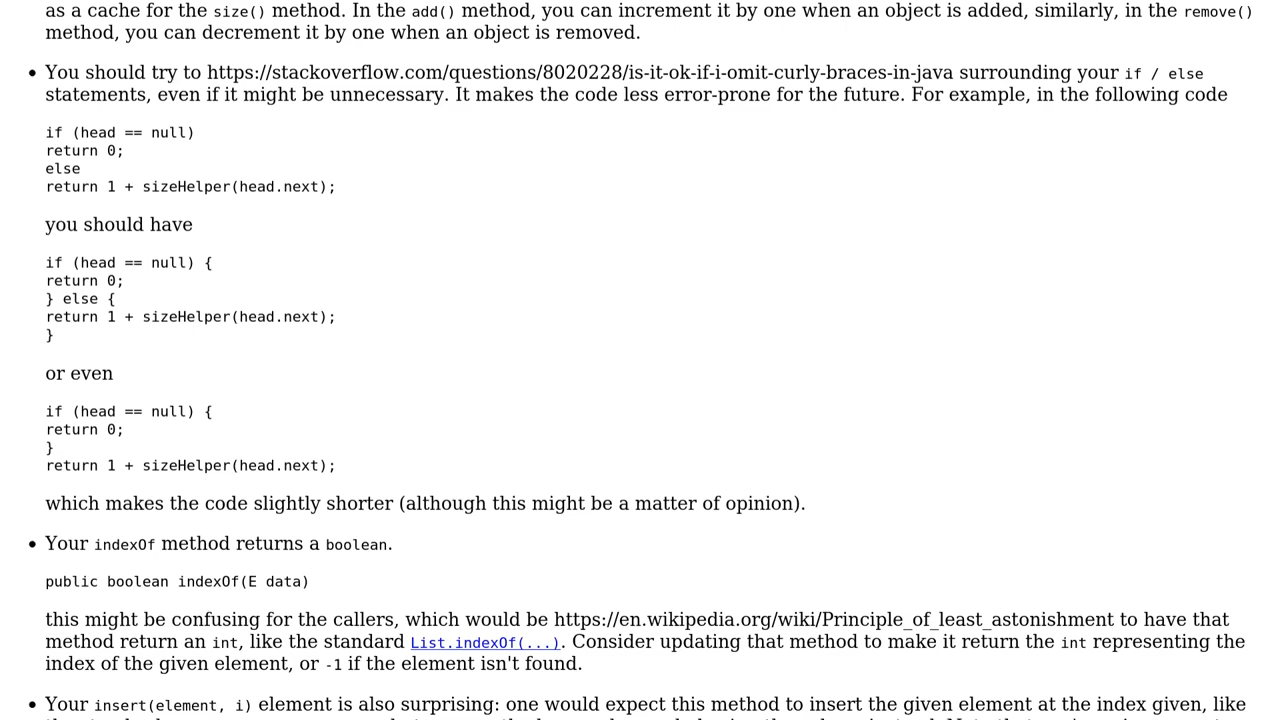 as a cache for the size() method. In the add() method, you can increment it by one when an object is added, similarly, in the remove()
method, you can decrement it by one when an object is removed.
• You should try to https://stackoverflow.com/questions/8020228/is-it-ok-if-i-omit-curly-braces-in-java surrounding your if / else
statements, even if it might be unnecessary. It makes the code less error-prone for the future. For example, in the following code
if (head == null)
return 0;
else
return 1 + sizeHelper(head.next);
you should have
if (head == null) {
return 0;
} else {
return 1 + sizeHelper(head.next);
}
or even
if (head == null) {
return 0;
}
return 1 + sizeHelper(head.next);
which makes the code slightly shorter (although this might be a matter of opinion).
• Your indexOf method returns a boolean.
public boolean indexOf(E data)
this might be confusing for the callers, which would be https://en.wikipedia.org/wiki/Principle_of_least_astonishment to have that
method return an int, like the standard List.indexOf(...). Consider updating that method to make it return the int representing the
index of the given element, or -1 if the element isn't found.
• Your insert(element, i) element is also surprising: one would expect this method to insert the given element at the index given, like